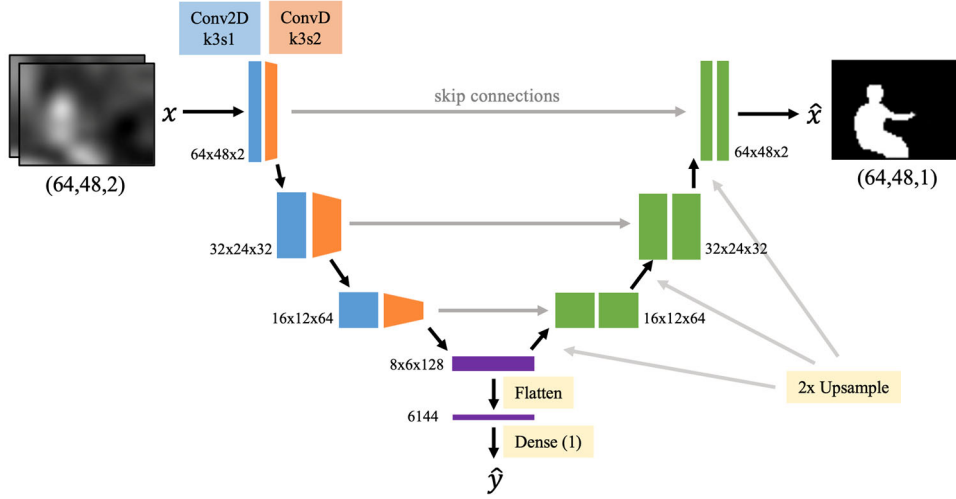 Conv2D
k3s1
ConvD
k3s2
x
skip connections
x̂
64x48x2
64x48x2
(64,48,2)
(64,48,1)
32x24x32
32x24x32
16x12x64
16x12x64
8x6x128
2x Upsample
Flatten
6144
Dense (1)
ŷ